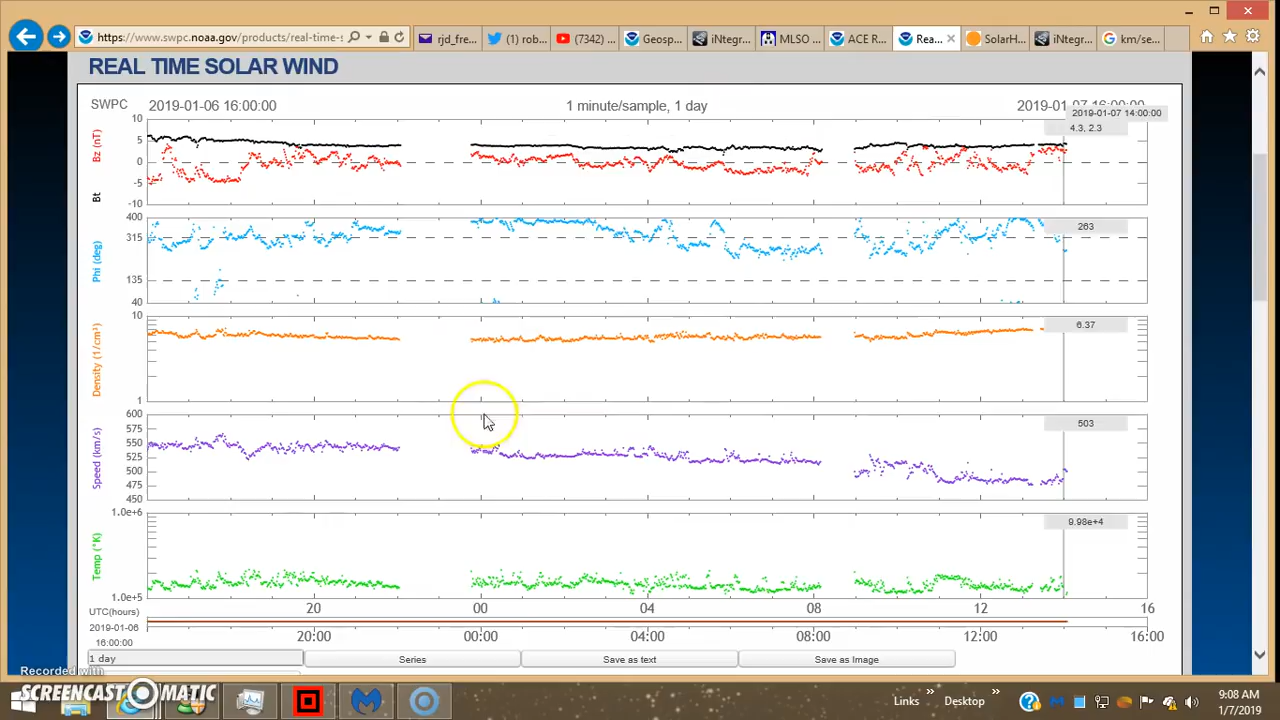 https://www.swpc.noaa.gov/products/real-time-s
rjd_fre...
(1) rob...
(7342) ...
Geosp...
iNtegr...
MLSO ...
ACE R...
Rea...
SolarH...
iNtegr...
km/se...
REAL TIME SOLAR WIND
SWPC 2019-01-06 16:00:00 1 minute/sample, 1 day 2019-01-07 16:00:00
2019-01-07 14:00:00
4.3, 2.3
Bz (nT)
Bt
10
5
0
-5
-10
Phi (deg)
400
315
135
40
263
Density (1/cm³)
10
1
6.37
Speed (km/s)
600
575
550
525
500
475
450
503
Temp (°K)
1.0e+6
1.0e+5
9.98e+4
UTC(hours) 20 00 04 08 12 16
2019-01-06
16:00:00
20:00 00:00 04:00 08:00 12:00 16:00
1 day Series Save as text Save as Image
Recorded with
SCREENCAST-O-MATIC
Links » Desktop »
9:08 AM
1/7/2019